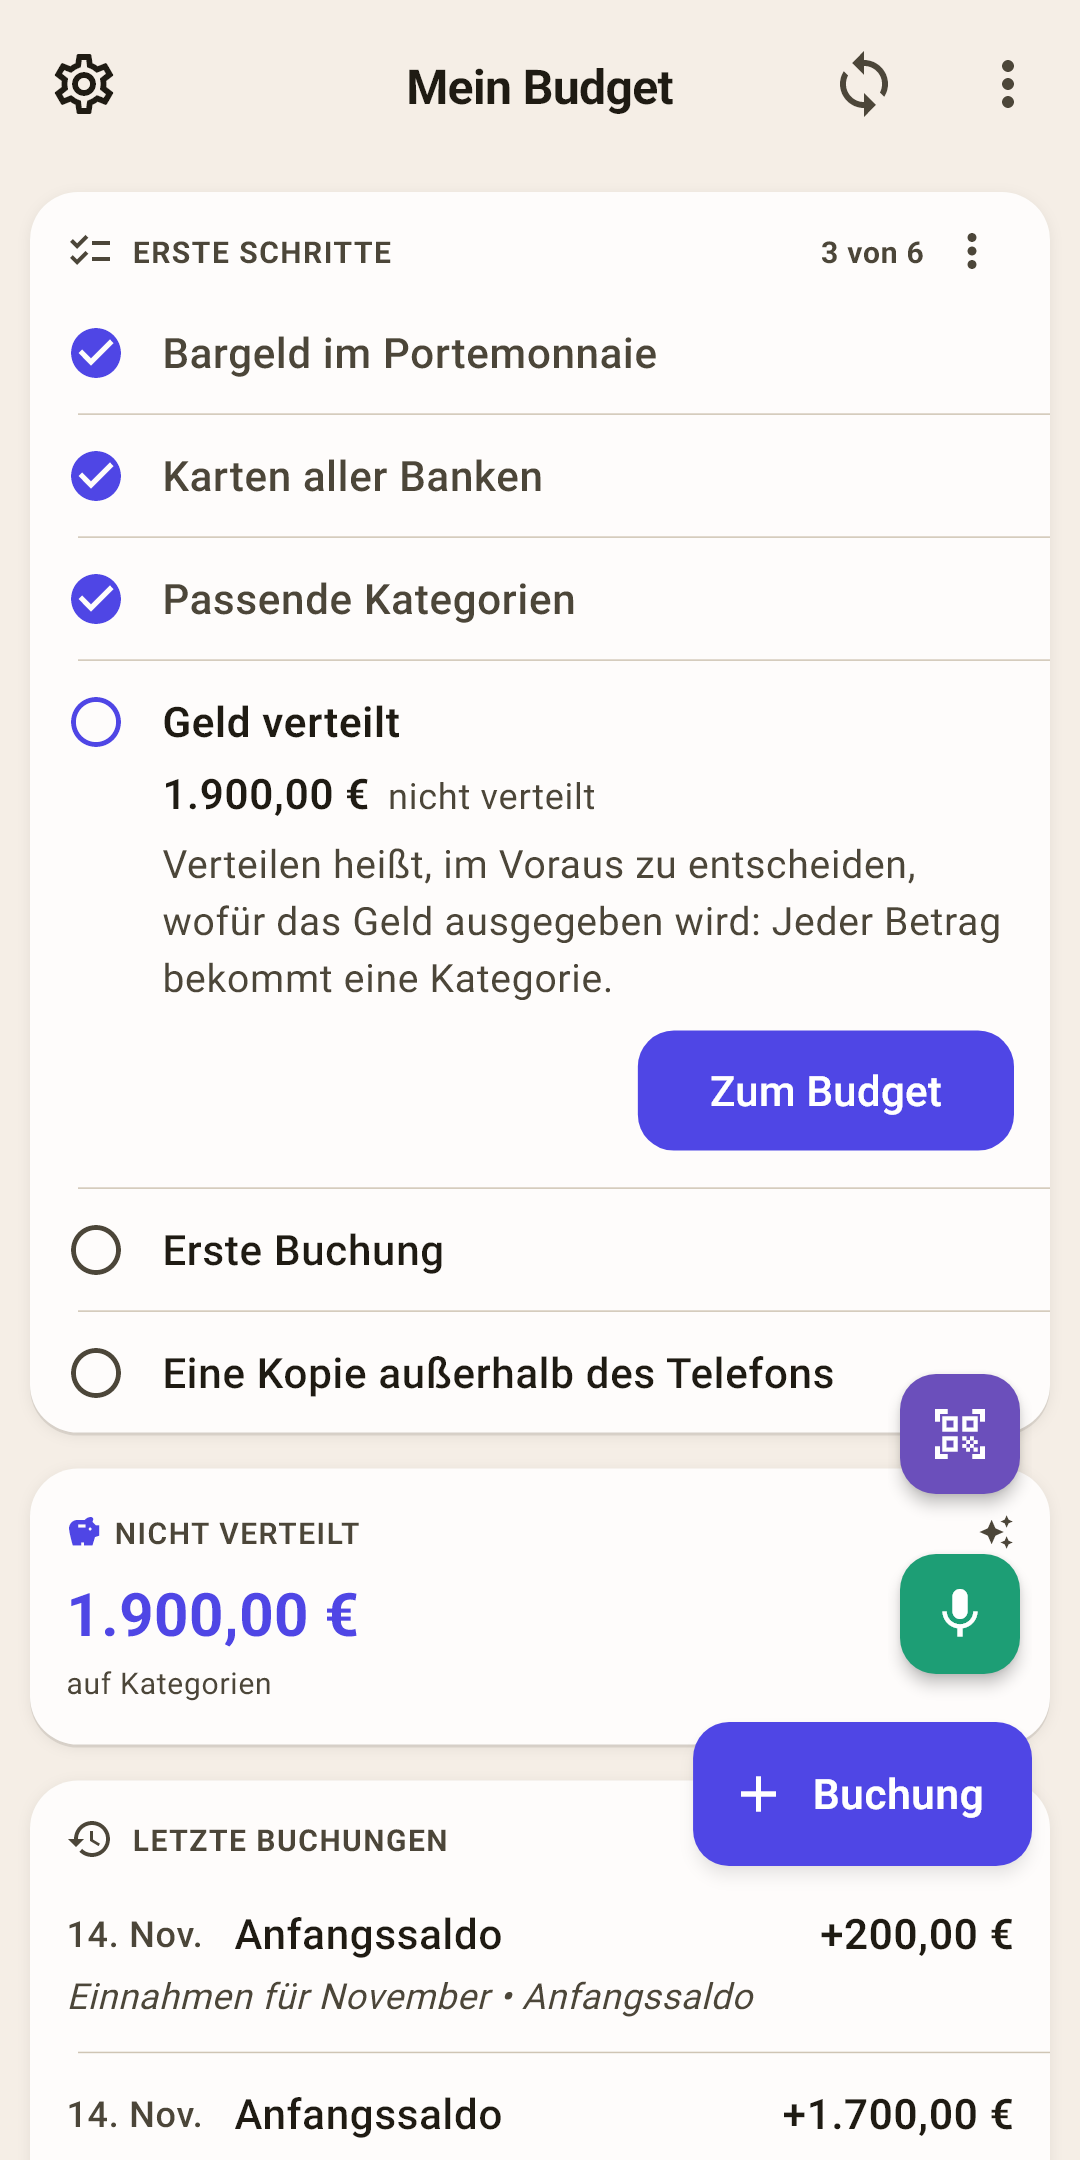 Mein Budget
ERSTE SCHRITTE
3 von 6
Bargeld im Portemonnaie
Karten aller Banken
Passende Kategorien
Geld verteilt
1.900,00 € nicht verteilt
Verteilen heißt, im Voraus zu entscheiden,
wofür das Geld ausgegeben wird: Jeder Betrag
bekommt eine Kategorie.
Zum Budget
Erste Buchung
Eine Kopie außerhalb des Telefons
NICHT VERTEILT
1.900,00 €
auf Kategorien
Buchung
LETZTE BUCHUNGEN
14. Nov. Anfangssaldo +200,00 €
Einnahmen für November • Anfangssaldo
14. Nov. Anfangssaldo +1.700,00 €